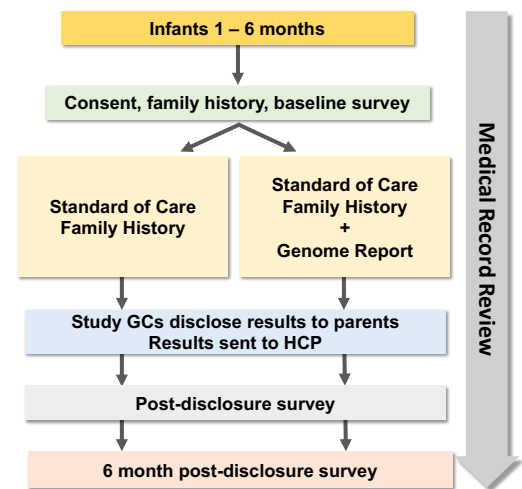 Infants 1 – 6 months
Consent, family history, baseline survey
Standard of Care
Family History
Standard of Care
Family History
+
Genome Report
Study GCs disclose results to parents
Results sent to HCP
Post-disclosure survey
6 month post-disclosure survey
Medical Record Review